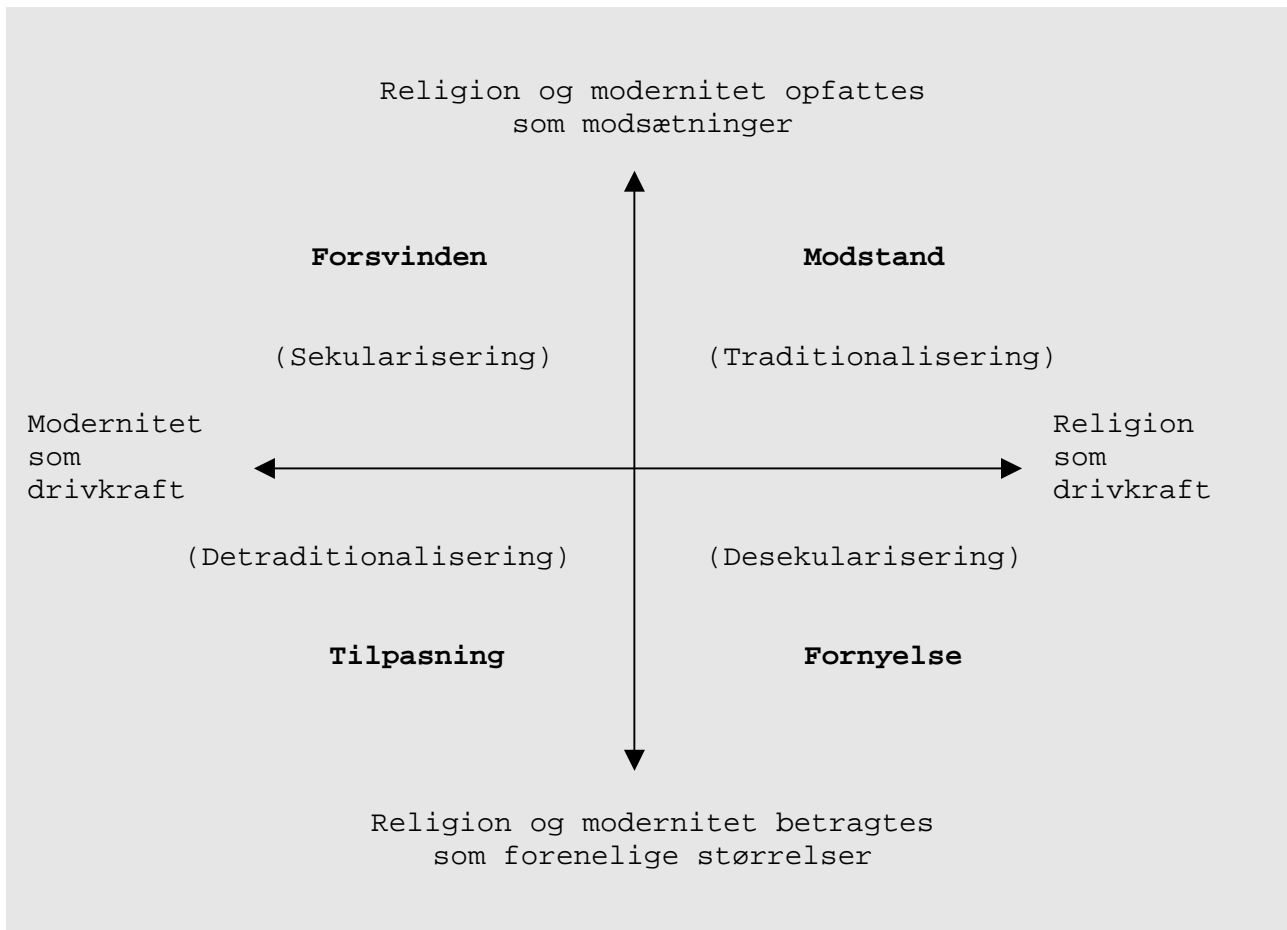 Religion og modernitet opfattes
som modsætninger
Forsvinden
Modstand
(Sekularisering)
(Traditionalisering)
Modernitet
som
drivkraft
Religion
som
drivkraft
(Detraditionalisering)
(Desekularisering)
Tilpasning
Fornyelse
Religion og modernitet betragtes
som forenelige størrelser